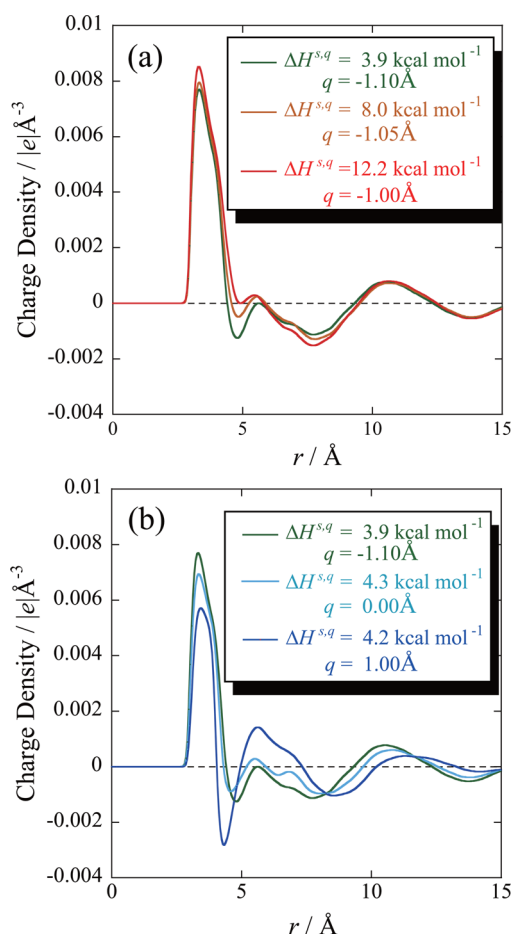 0.01
(a)
ΔH^{s,q} = 3.9 kcal mol^{-1}
q = -1.10Å
ΔH^{s,q} = 8.0 kcal mol^{-1}
q = -1.05Å
ΔH^{s,q} =12.2 kcal mol^{-1}
q = -1.00Å
0.008
0.006
0.004
0.002
0
-0.002
-0.004
Charge Density / |e|Å^{-3}
0 5 10 15
r / Å
0.01
(b)
ΔH^{s,q} = 3.9 kcal mol^{-1}
q = -1.10Å
ΔH^{s,q} = 4.3 kcal mol^{-1}
q = 0.00Å
ΔH^{s,q} = 4.2 kcal mol^{-1}
q = 1.00Å
0.008
0.006
0.004
0.002
0
-0.002
-0.004
Charge Density / |e|Å^{-3}
0 5 10 15
r / Å